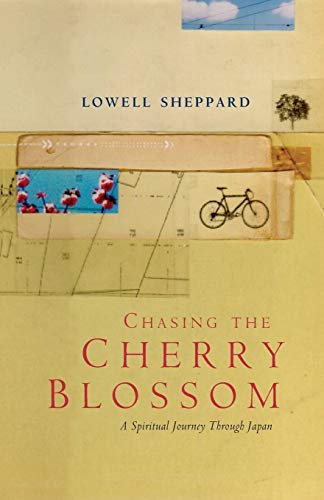 LOWELL SHEPPARD
CHASING THE
CHERRY
BLOSSOM
A Spiritual Journey Through Japan